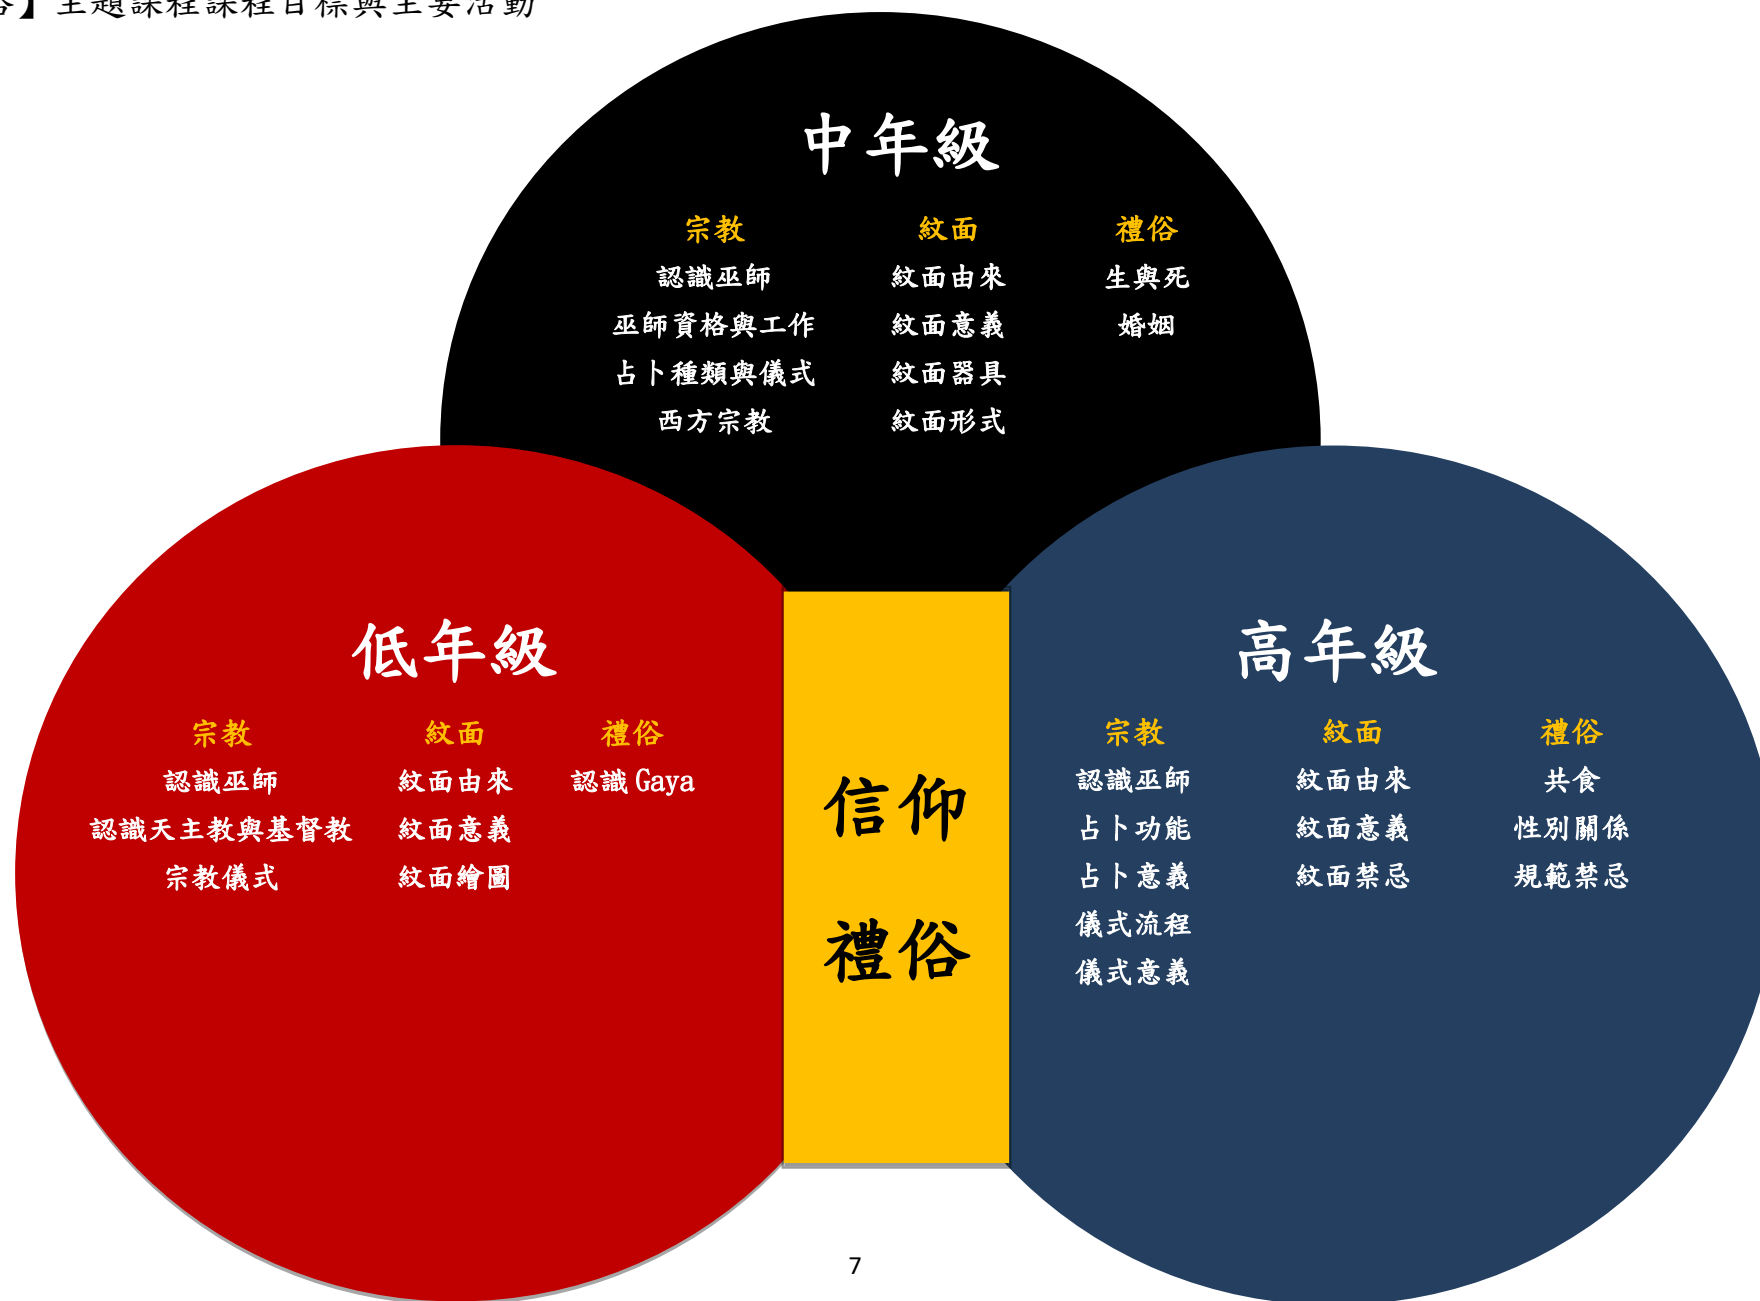 】主題課程課程目標與主要活動
中年級
宗教 紋面 禮俗
認識巫師 紋面由來 生與死
巫師資格與工作 紋面意義 婚姻
占卜種類與儀式 紋面器具
西方宗教 紋面形式
低年級
宗教 紋面 禮俗
認識巫師 紋面由來 認識 Gaya
認識天主教與基督教 紋面意義
宗教儀式 紋面繪圖
信仰
禮俗
高年級
宗教 紋面 禮俗
認識巫師 紋面由來 共食
占卜功能 紋面意義 性別關係
占卜意義 紋面禁忌 規範禁忌
儀式流程
儀式意義
7